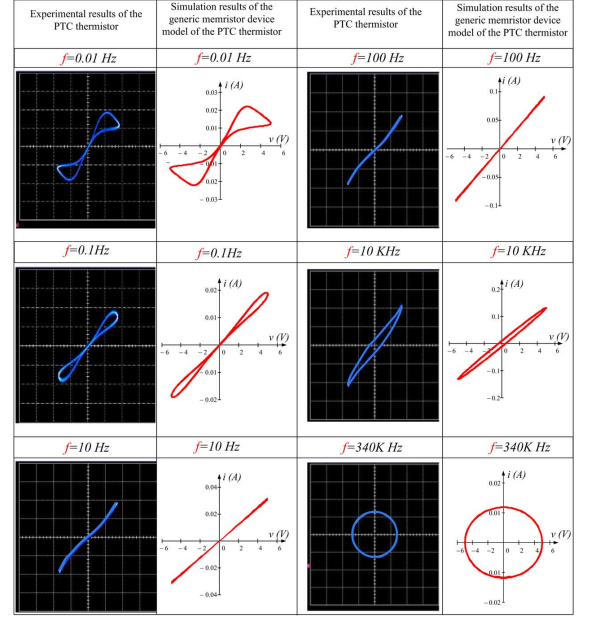 Experimental results of the
PTC thermistor
Simulation results of the
generic memristor device
model of the PTC thermistor
Experimental results of the
PTC thermistor
Simulation results of the
generic memristor device
model of the PTC thermistor
f=0.01 Hz
f=0.01 Hz
f=100 Hz
f=100 Hz
i (A)
0.03
0.02
0.01
v (V)
-6 -4 -2 0 2 4 6
-0.01
-0.02
-0.03
i (A)
0.1
0.05
v (V)
-6 -4 -2 0 2 4 6
-0.05
-0.1
f=0.1Hz
f=0.1Hz
f=10 KHz
f=10 KHz
i (A)
0.02
0.01
v (V)
-6 -4 -2 0 2 4 6
-0.01
-0.02
i (A)
0.2
0.1
v (V)
-6 -4 -2 0 2 4 6
-0.1
-0.2
f=10 Hz
f=10 Hz
f=340K Hz
f=340K Hz
i (A)
0.04
0.02
v (V)
-6 -4 -2 0 2 4 6
-0.02
-0.04
i (A)
0.02
0.01
v (V)
-6 -4 -2 0 2 4 6
-0.01
-0.02